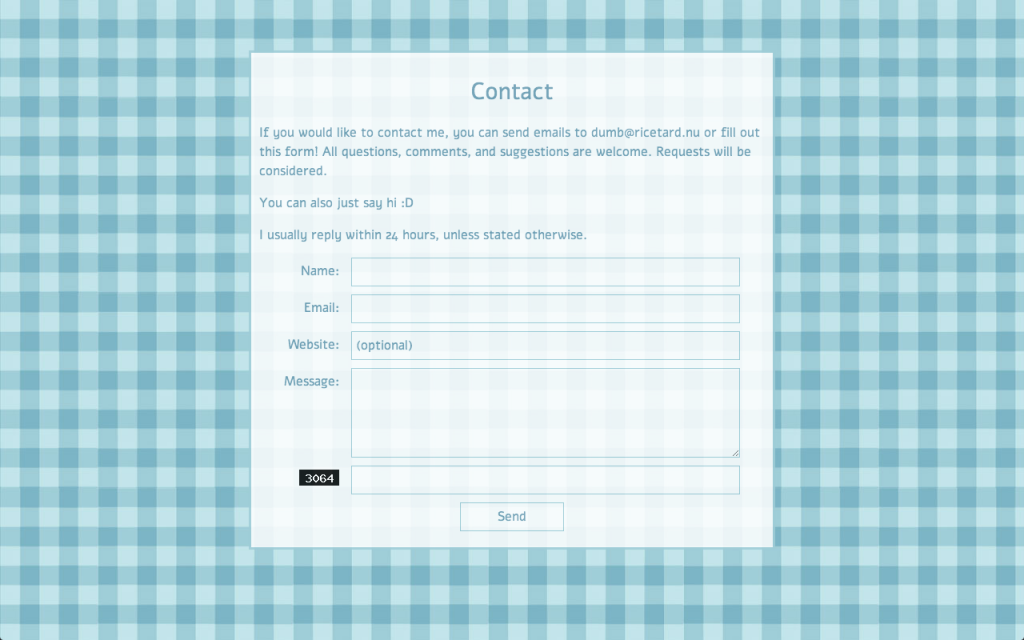 Contact
If you would like to contact me, you can send emails to dumb@ricetard.nu or fill out
this form! All questions, comments, and suggestions are welcome. Requests will be
considered.
You can also just say hi :D
I usually reply within 24 hours, unless stated otherwise.
Name:
Email:
Website: (optional)
Message:
3064
Send